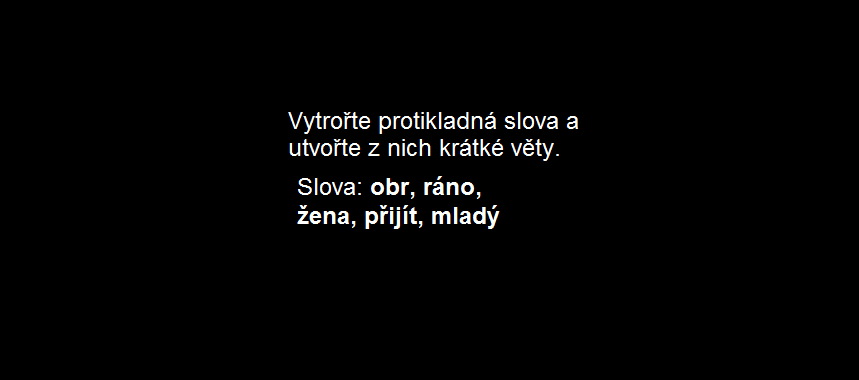 Vytrořte protikladná slova a
utvořte z nich krátké věty.
Slova: obr, ráno,
žena, přijít, mladý